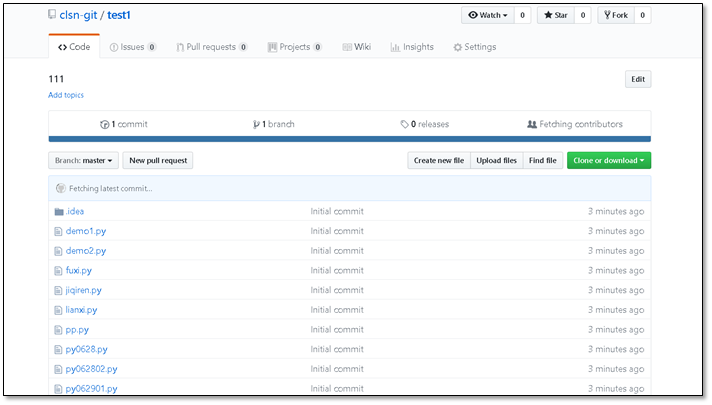 clsn-git / test1 Watch 0 Star 0 Fork 0
Code Issues 0 Pull requests 0 Projects 0 Wiki Insights Settings
111 Edit
Add topics
1 commit 1 branch 0 releases Fetching contributors
Branch: master New pull request Create new file Upload files Find file Clone or download
Fetching latest commit...
.idea Initial commit 3 minutes ago
demo1.py Initial commit 3 minutes ago
demo2.py Initial commit 3 minutes ago
fuxi.py Initial commit 3 minutes ago
jiqiren.py Initial commit 3 minutes ago
lianxi.py Initial commit 3 minutes ago
pp.py Initial commit 3 minutes ago
py0628.py Initial commit 3 minutes ago
py062802.py Initial commit 3 minutes ago
py062901.py Initial commit 3 minutes ago